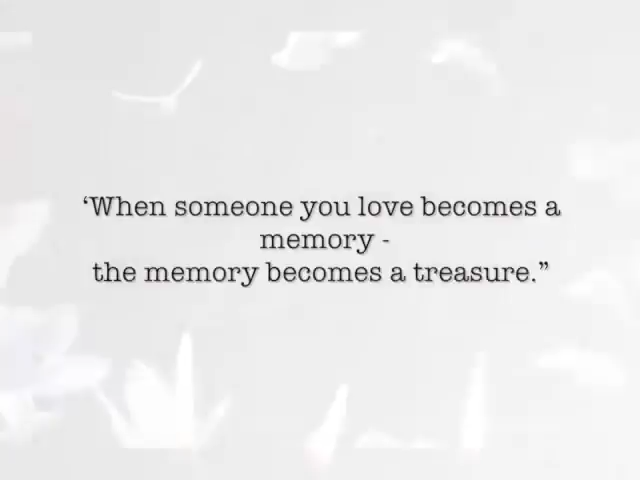 ‘When someone you love becomes a
memory -
the memory becomes a treasure.”